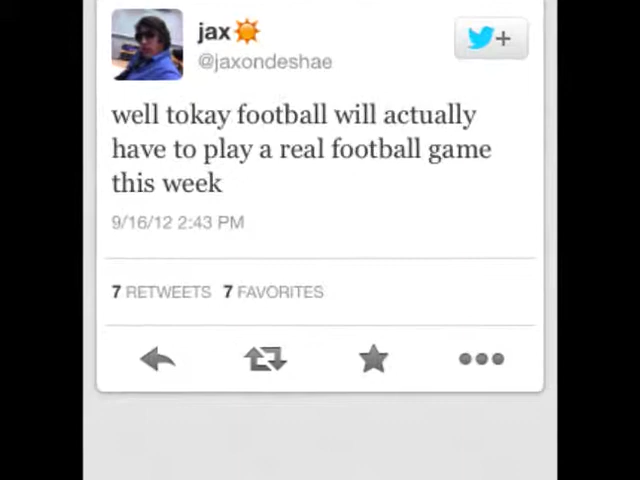 jax☀
@jaxondeshae
+
well tokay football will actually
have to play a real football game
this week
9/16/12 2:43 PM
7 RETWEETS 7 FAVORITES